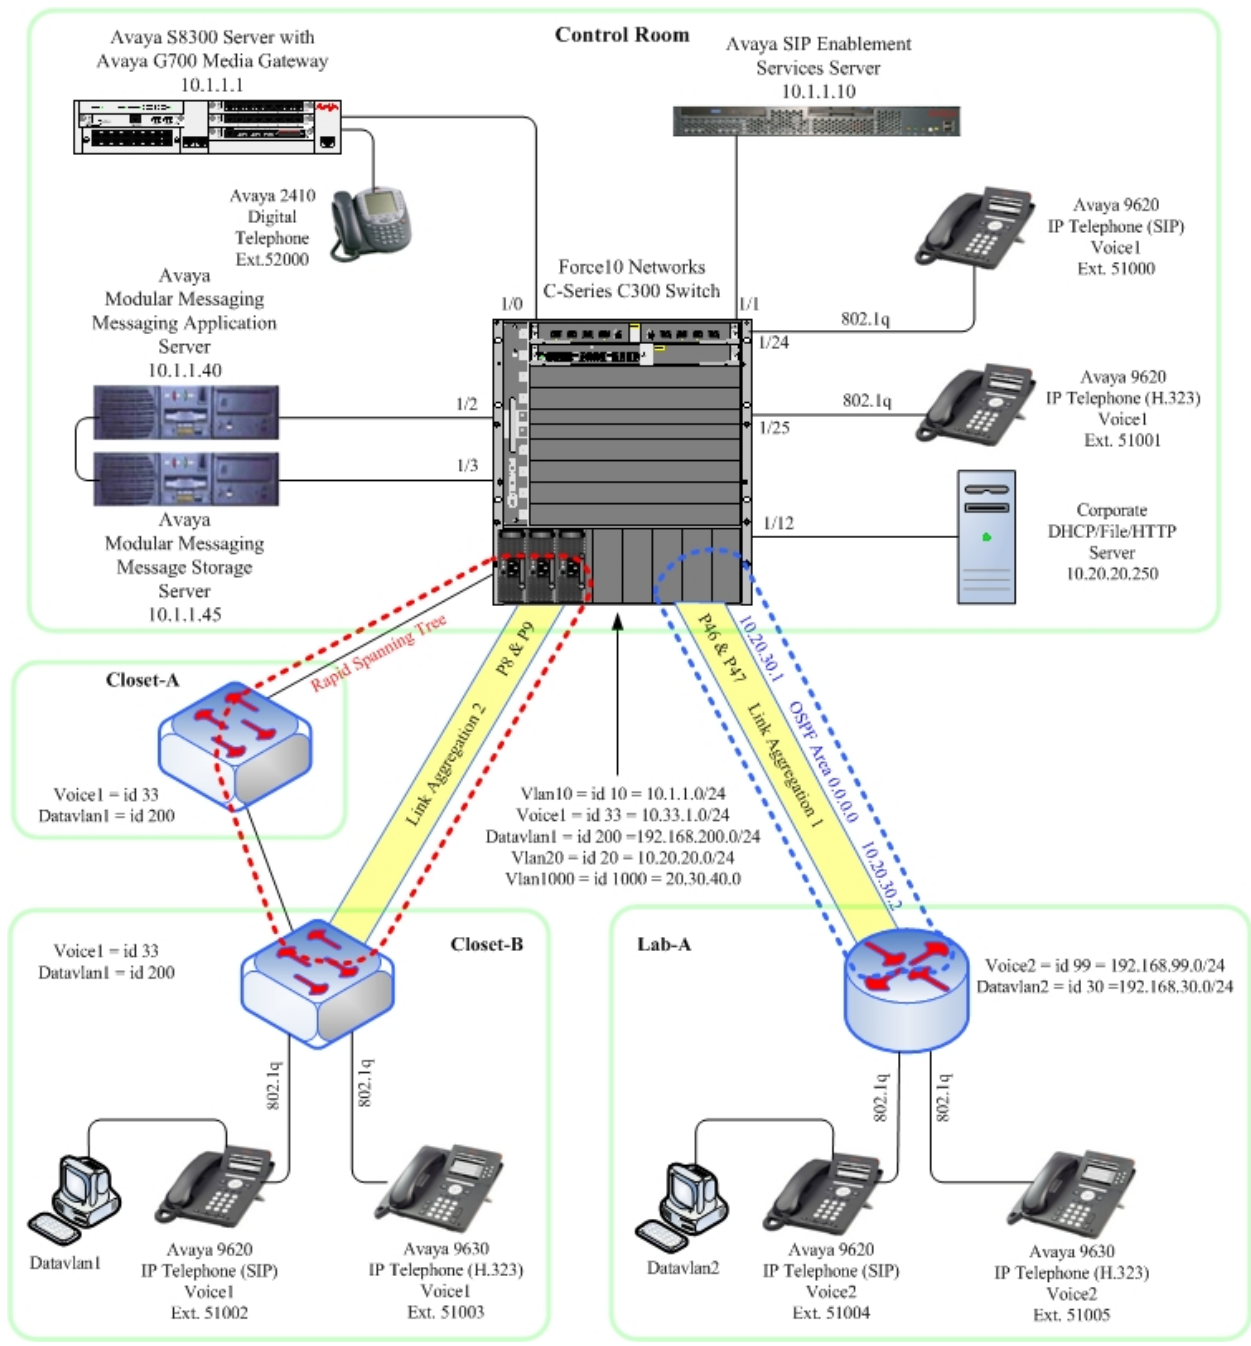 Control Room
Avaya S8300 Server with
Avaya G700 Media Gateway
10.1.1.1
AVAYA
Avaya SIP Enablement
Services Server
10.1.1.10
Avaya 2410
Digital
Telephone
Ext.52000
Avaya 9620
IP Telephone (SIP)
Voice1
Ext. 51000
Force10 Networks
C-Series C300 Switch
1/0
1/1
802.1q
1/24
Avaya
Modular Messaging
Messaging Application
Server
10.1.1.40
1/2
802.1q
1/25
Avaya 9620
IP Telephone (H.323)
Voice1
Ext. 51001
1/3
Avaya
Modular Messaging
Message Storage
Server
10.1.1.45
1/12
Corporate
DHCP/File/HTTP
Server
10.20.20.250
Rapid Spanning Tree
P8 & P9
Link Aggregation 2
P46 & P47
Link Aggregation 1
10.20.30.1
OSPF Area 0.0.0.0
10.20.30.2
Closet-A
Voice1 = id 33
Datavlan1 = id 200
Vlan10 = id 10 = 10.1.1.0/24
Voice1 = id 33 = 10.33.1.0/24
Datavlan1 = id 200 =192.168.200.0/24
Vlan20 = id 20 = 10.20.20.0/24
Vlan1000 = id 1000 = 20.30.40.0
Closet-B
Voice1 = id 33
Datavlan1 = id 200
802.1q
802.1q
Datavlan1
Avaya 9620
IP Telephone (SIP)
Voice1
Ext. 51002
Avaya 9630
IP Telephone (H.323)
Voice1
Ext. 51003
Lab-A
Voice2 = id 99 = 192.168.99.0/24
Datavlan2 = id 30 =192.168.30.0/24
802.1q
802.1q
Datavlan2
Avaya 9620
IP Telephone (SIP)
Voice2
Ext. 51004
Avaya 9630
IP Telephone (H.323)
Voice2
Ext. 51005